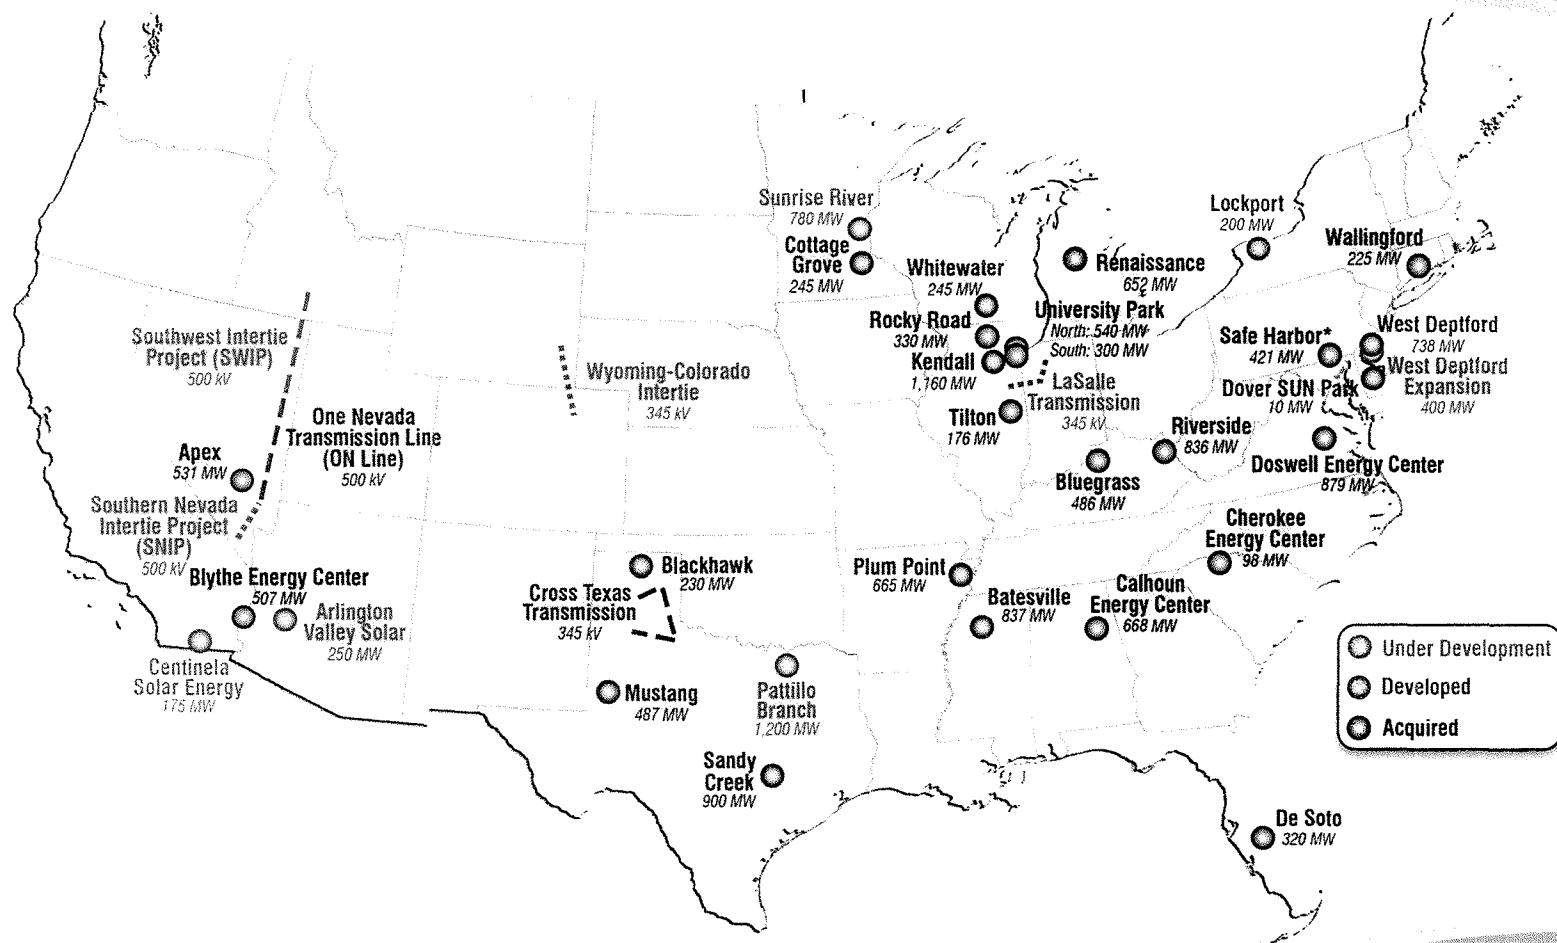 Sunrise River
780 MW
Cottage
Grove
245 MW
Whitewater
245 MW
Rocky Road
330 MW
Kendall
1,160 MW
Tilton
176 MW
Renaissance
652 MW
University Park
North: 540 MW
South: 300 MW
LaSalle
Transmission
345 kV
Lockport
200 MW
Wallingford
225 MW
Safe Harbor*
421 MW
West Deptford
738 MW
West Deptford
Expansion
400 MW
Dover SUN Park
10 MW
Riverside
836 MW
Bluegrass
486 MW
Doswell Energy Center
879 MW
Cherokee
Energy Center
98 MW
Calhoun
Energy Center
668 MW
Plum Point
665 MW
Batesville
837 MW
Southwest Intertie
Project (SWIP)
500 kV
One Nevada
Transmission Line
(ON Line)
500 kV
Wyoming-Colorado
Intertie
345 kV
Apex
531 MW
Southern Nevada
Intertie Project
(SNIP)
500 kV
Blythe Energy Center
507 MW
Arlington
Valley Solar
250 MW
Centinela
Solar Energy
175 MW
Blackhawk
230 MW
Cross Texas
Transmission
345 kV
Mustang
487 MW
Pattillo
Branch
1,200 MW
Sandy
Creek
900 MW
De Soto
320 MW
Under Development
Developed
Acquired